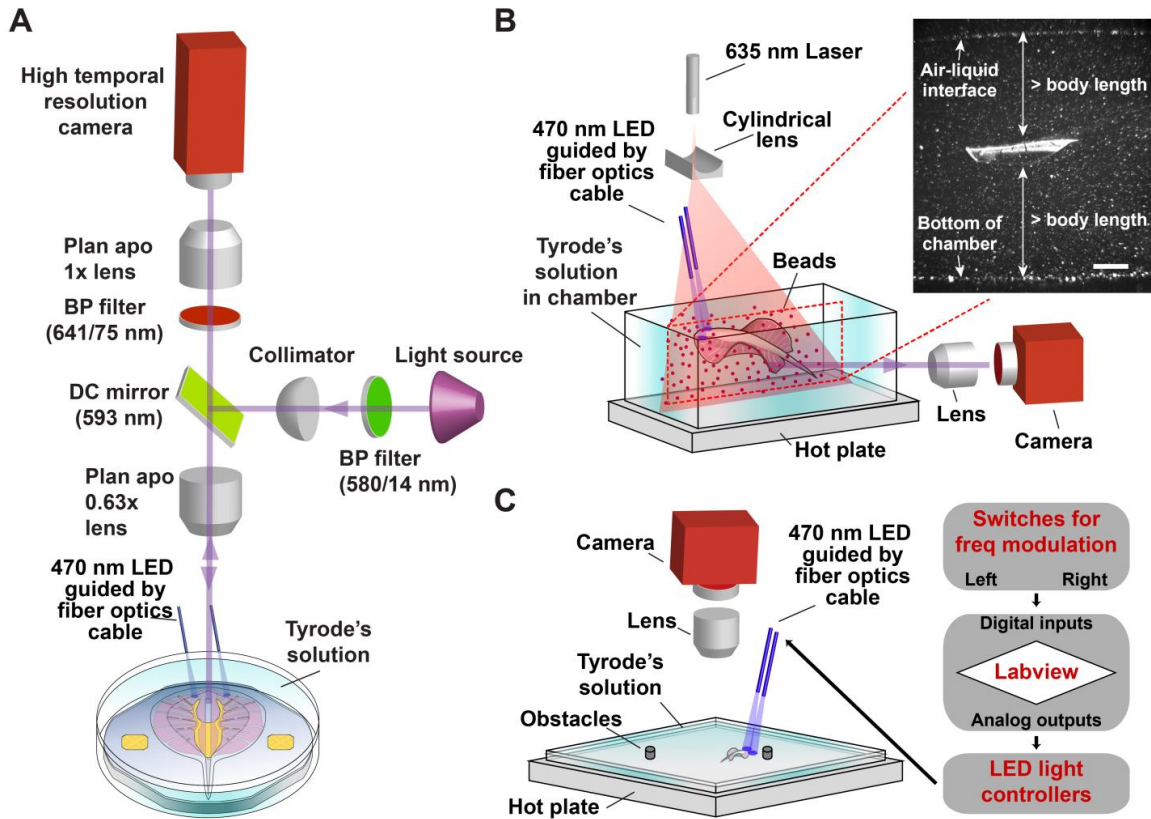 A
High temporal
resolution
camera
Plan apo
1x lens
BP filter
(641/75 nm)
DC mirror
(593 nm)
Collimator
Light source
BP filter
(580/14 nm)
Plan apo
0.63x
lens
470 nm LED
guided by
fiber optics
cable
Tyrode's
solution
B
635 nm Laser
Cylindrical
lens
470 nm LED
guided by
fiber optics
cable
Tyrode's
solution
in chamber
Beads
Lens
Camera
Hot plate
Air-liquid
interface
> body length
Bottom of
chamber
> body length
C
Camera
Lens
470 nm LED
guided by
fiber optics
cable
Tyrode's
solution
Obstacles
Hot plate
Switches for
freq modulation
Left Right
Digital inputs
Labview
Analog outputs
LED light
controllers